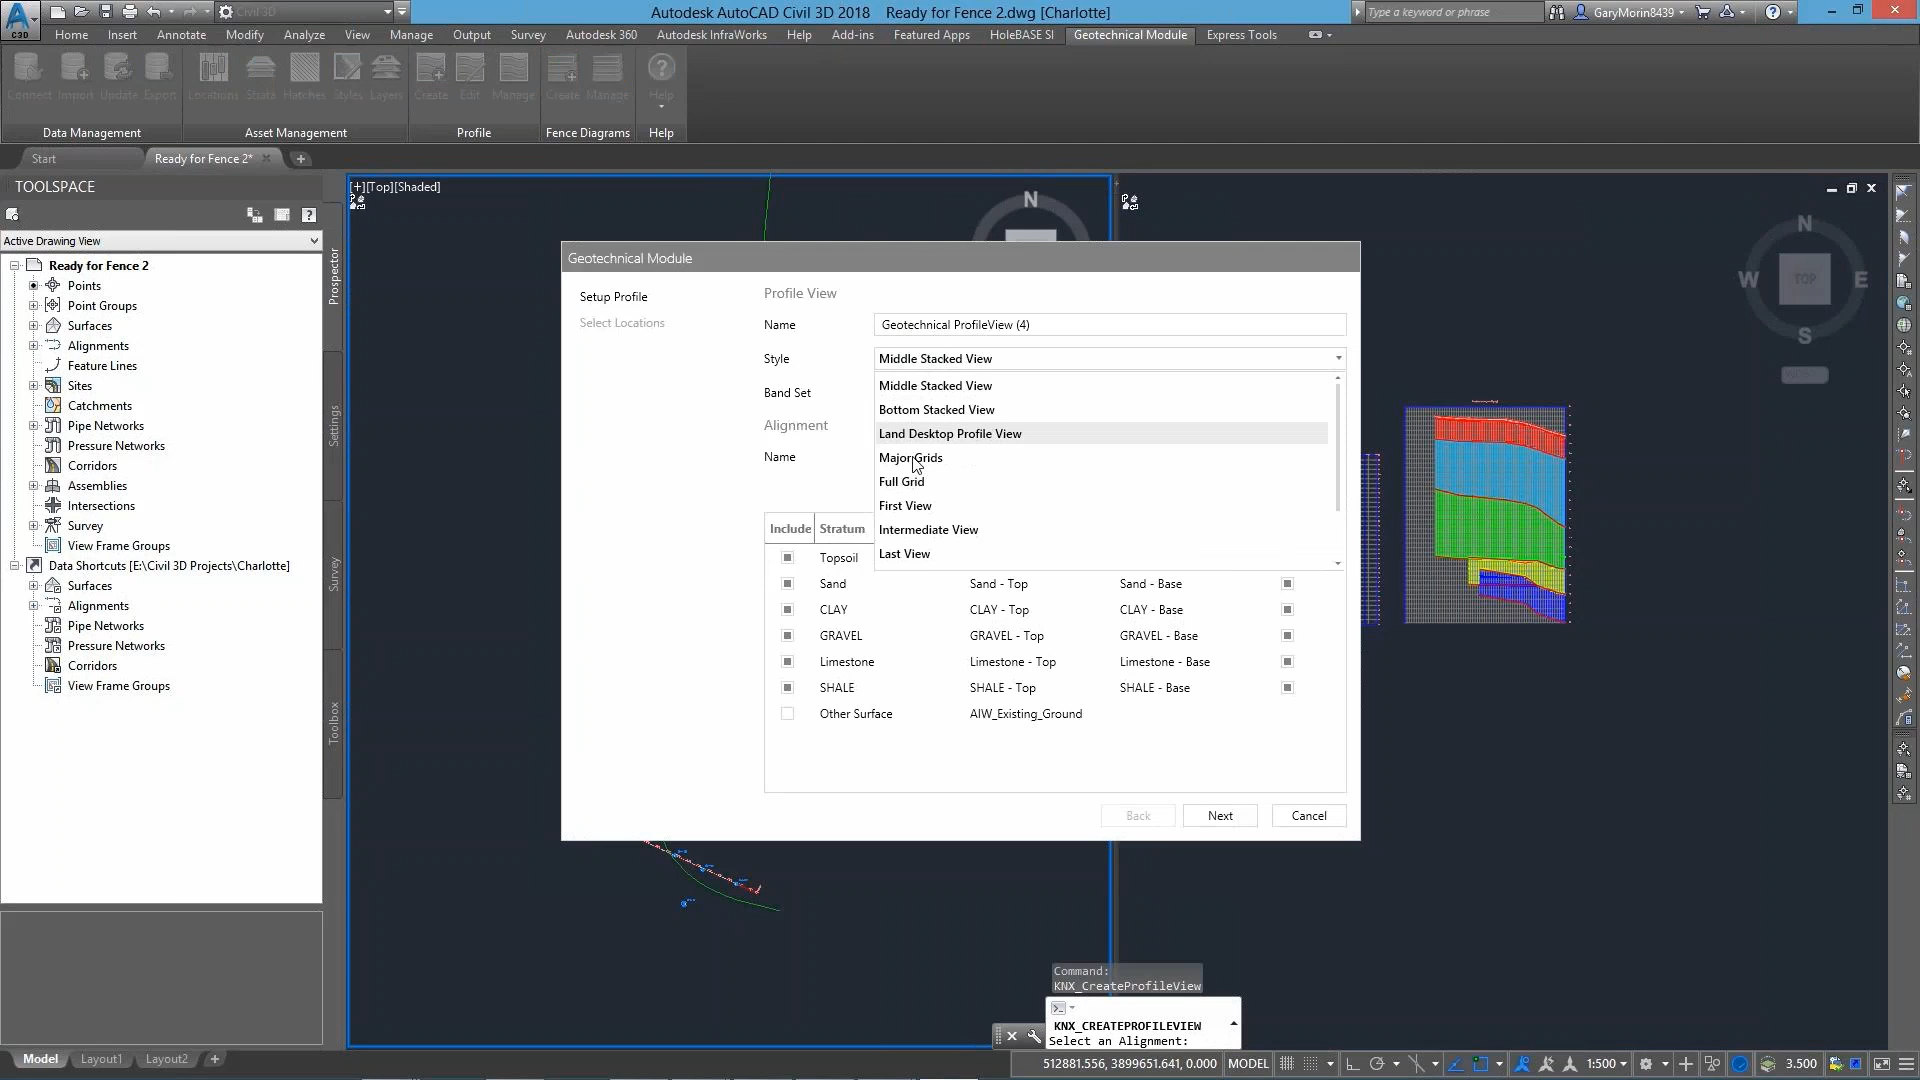 Civil 3D
Autodesk AutoCAD Civil 3D 2018 Ready for Fence 2.dwg [Charlotte]
Type a keyword or phrase
GaryMorin8439
Home Insert Annotate Modify Analyze View Manage Output Survey Autodesk 360 Autodesk InfraWorks Help Add-ins Featured Apps HoleBASE SI Geotechnical Module Express Tools
C3D
Connect Import Update Export Locations Strata Hatches Styles Layers Create Edit Manage Create Manage Help
Data Management Asset Management Profile Fence Diagrams Help
Start Ready for Fence 2*
TOOLSPACE
Active Drawing View
Ready for Fence 2
Points
Point Groups
Surfaces
Alignments
Feature Lines
Sites
Catchments
Pipe Networks
Pressure Networks
Corridors
Assemblies
Intersections
Survey
View Frame Groups
Data Shortcuts [E:\Civil 3D Projects\Charlotte]
Surfaces
Alignments
Pipe Networks
Pressure Networks
Corridors
View Frame Groups
Prospector
Settings
Survey
Toolbox
[+][Top][Shaded]
N
N
W TOP E
S
Geotechnical Module
Setup Profile
Select Locations
Profile View
Name Geotechnical ProfileView (4)
Style Middle Stacked View
Band Set
Alignment
Name
Middle Stacked View
Bottom Stacked View
Land Desktop Profile View
Major Grids
Full Grid
First View
Intermediate View
Last View
Include Stratum
Topsoil
Sand Sand - Top Sand - Base
CLAY CLAY - Top CLAY - Base
GRAVEL GRAVEL - Top GRAVEL - Base
Limestone Limestone - Top Limestone - Base
SHALE SHALE - Top SHALE - Base
Other Surface AIW_Existing_Ground
Back Next Cancel
Command:
KNX_CreateProfileView
KNX_CREATEPROFILEVIEW
Select an Alignment:
Model Layout1 Layout2
512881.556, 3899651.641, 0.000 MODEL 1:500 3.500